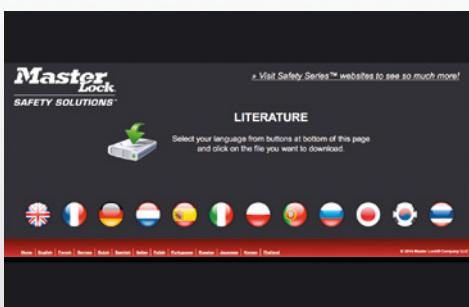 Master Lock
SAFETY SOLUTIONS™
» Visit Safety Series™ websites to see so much more!
LITERATURE
Select your language from buttons at bottom of this page
and click on the file you want to download.
Home | English | French | German | Dutch | Spanish | Italian | Polish | Portuguese | Russian | Japanese | Korean | Thailand
© 2014 Master Lock® Company LLC